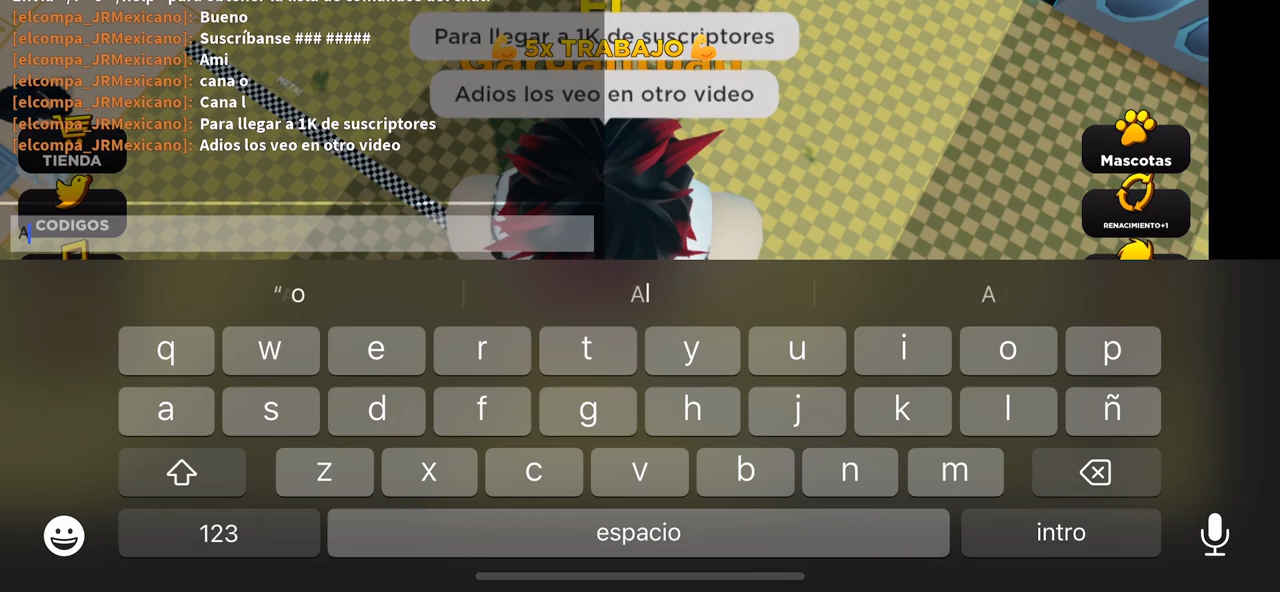 [elcompa_JRMexicano]: Bueno
[elcompa_JRMexicano]: Suscríbanse ### #####
[elcompa_JRMexicano]: Ami
[elcompa_JRMexicano]: cana o
[elcompa_JRMexicano]: Cana l
[elcompa_JRMexicano]: Para llegar a 1K de suscriptores
[elcompa_JRMexicano]: Adios los veo en otro video
El
Para llegar a 1K de suscriptores
💪 5x TRABAJO 💪
Adios los veo en otro video
META!
TIENDA
CODIGOS
A
Mascotas
RENACIMIENTO+1
“ o
Al
A
q w e r t y u i o p
a s d f g h j k l ñ
z x c v b n m
123 espacio intro